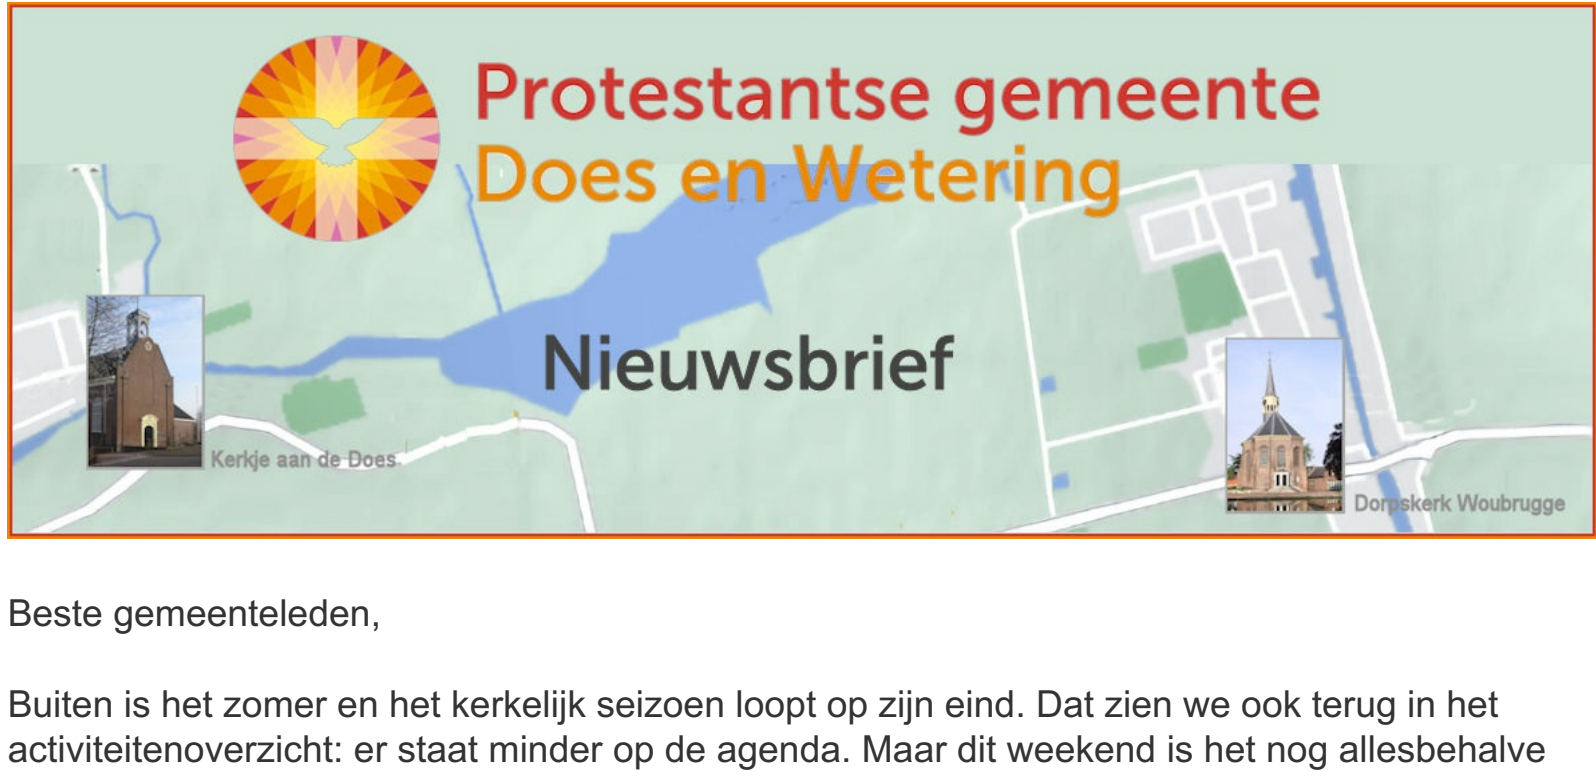 Protestantse gemeente
Does en Wetering
Nieuwsbrief
Kerkje aan de Does
Dorpskerk Woubrugge
Beste gemeenteleden,
Buiten is het zomer en het kerkelijk seizoen loopt op zijn eind. Dat zien we ook terug in het
activiteitenoverzicht: er staat minder op de agenda. Maar dit weekend is het nog allesbehalve